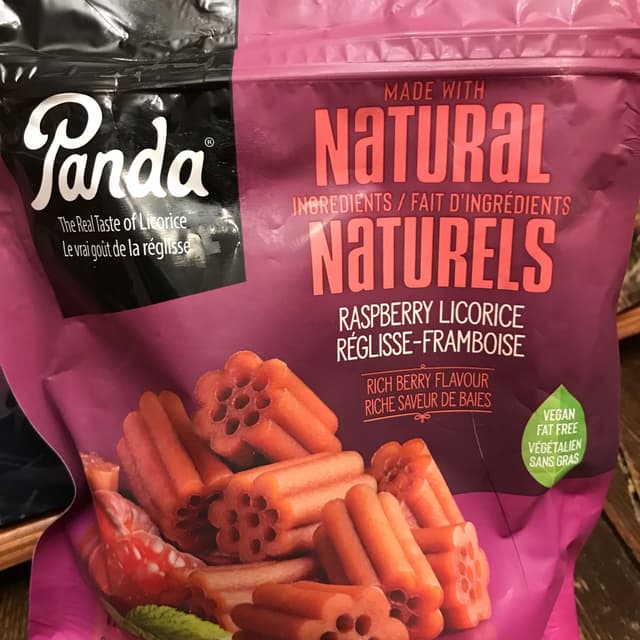 Panda®
The Real Taste of Licorice
Le vrai goût de la réglisse
MADE WITH
NATURAL
INGREDIENTS / FAIT D'INGRÉDIENTS
NATURELS
RASPBERRY LICORICE
RÉGLISSE-FRAMBOISE
RICH BERRY FLAVOUR
RICHE SAVEUR DE BAIES
VEGAN
FAT FREE
VÉGÉTALIEN
SANS GRAS